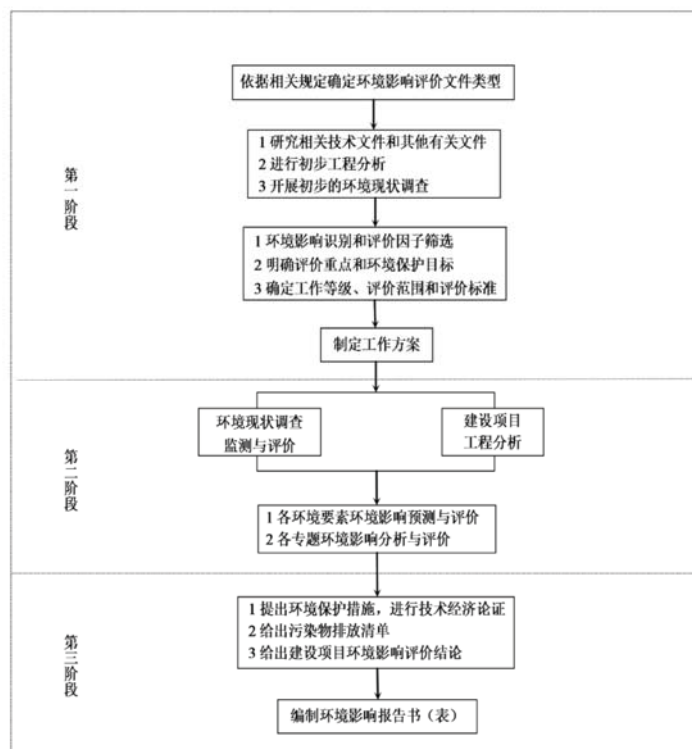 依据相关规定确定环境影响评价文件类型
第一阶段
1 研究相关技术文件和其他有关文件
2 进行初步工程分析
3 开展初步的环境现状调查
1 环境影响识别和评价因子筛选
2 明确评价重点和环境保护目标
3 确定工作等级、评价范围和评价标准
制定工作方案
第二阶段
环境现状调查
监测与评价
建设项目
工程分析
1 各环境要素环境影响预测与评价
2 各专题环境影响分析与评价
第三阶段
1 提出环境保护措施，进行技术经济论证
2 给出污染物排放清单
3 给出建设项目环境影响评价结论
编制环境影响报告书（表）